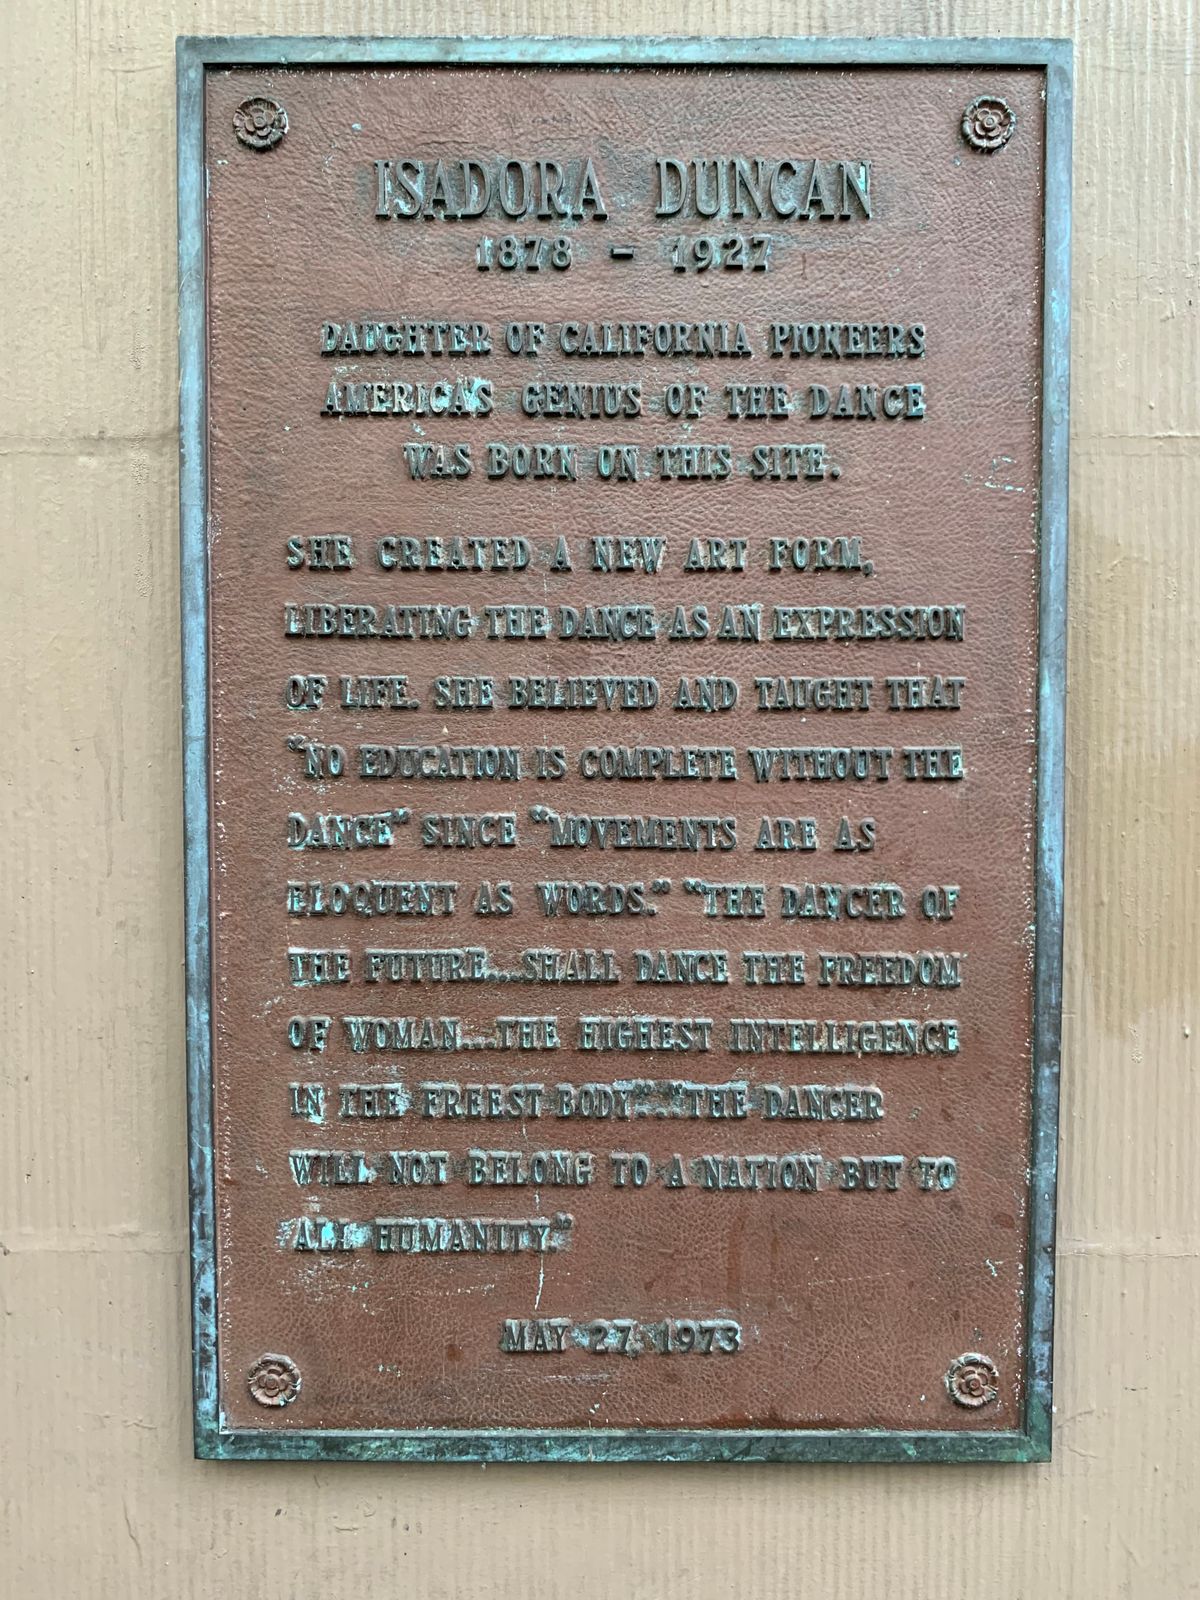 ISADORA DUNCAN
1878 - 1927
DAUGHTER OF CALIFORNIA PIONEERS
AMERICA'S GENIUS OF THE DANCE
WAS BORN ON THIS SITE.
SHE CREATED A NEW ART FORM,
LIBERATING THE DANCE AS AN EXPRESSION
OF LIFE. SHE BELIEVED AND TAUGHT THAT
"NO EDUCATION IS COMPLETE WITHOUT THE
DANCE" SINCE "MOVEMENTS ARE AS
ELOQUENT AS WORDS." "THE DANCER OF
THE FUTURE...SHALL DANCE THE FREEDOM
OF WOMAN...THE HIGHEST INTELLIGENCE
IN THE FREEST BODY"..."THE DANCER
WILL NOT BELONG TO A NATION BUT TO
ALL HUMANITY."
MAY 27, 1973